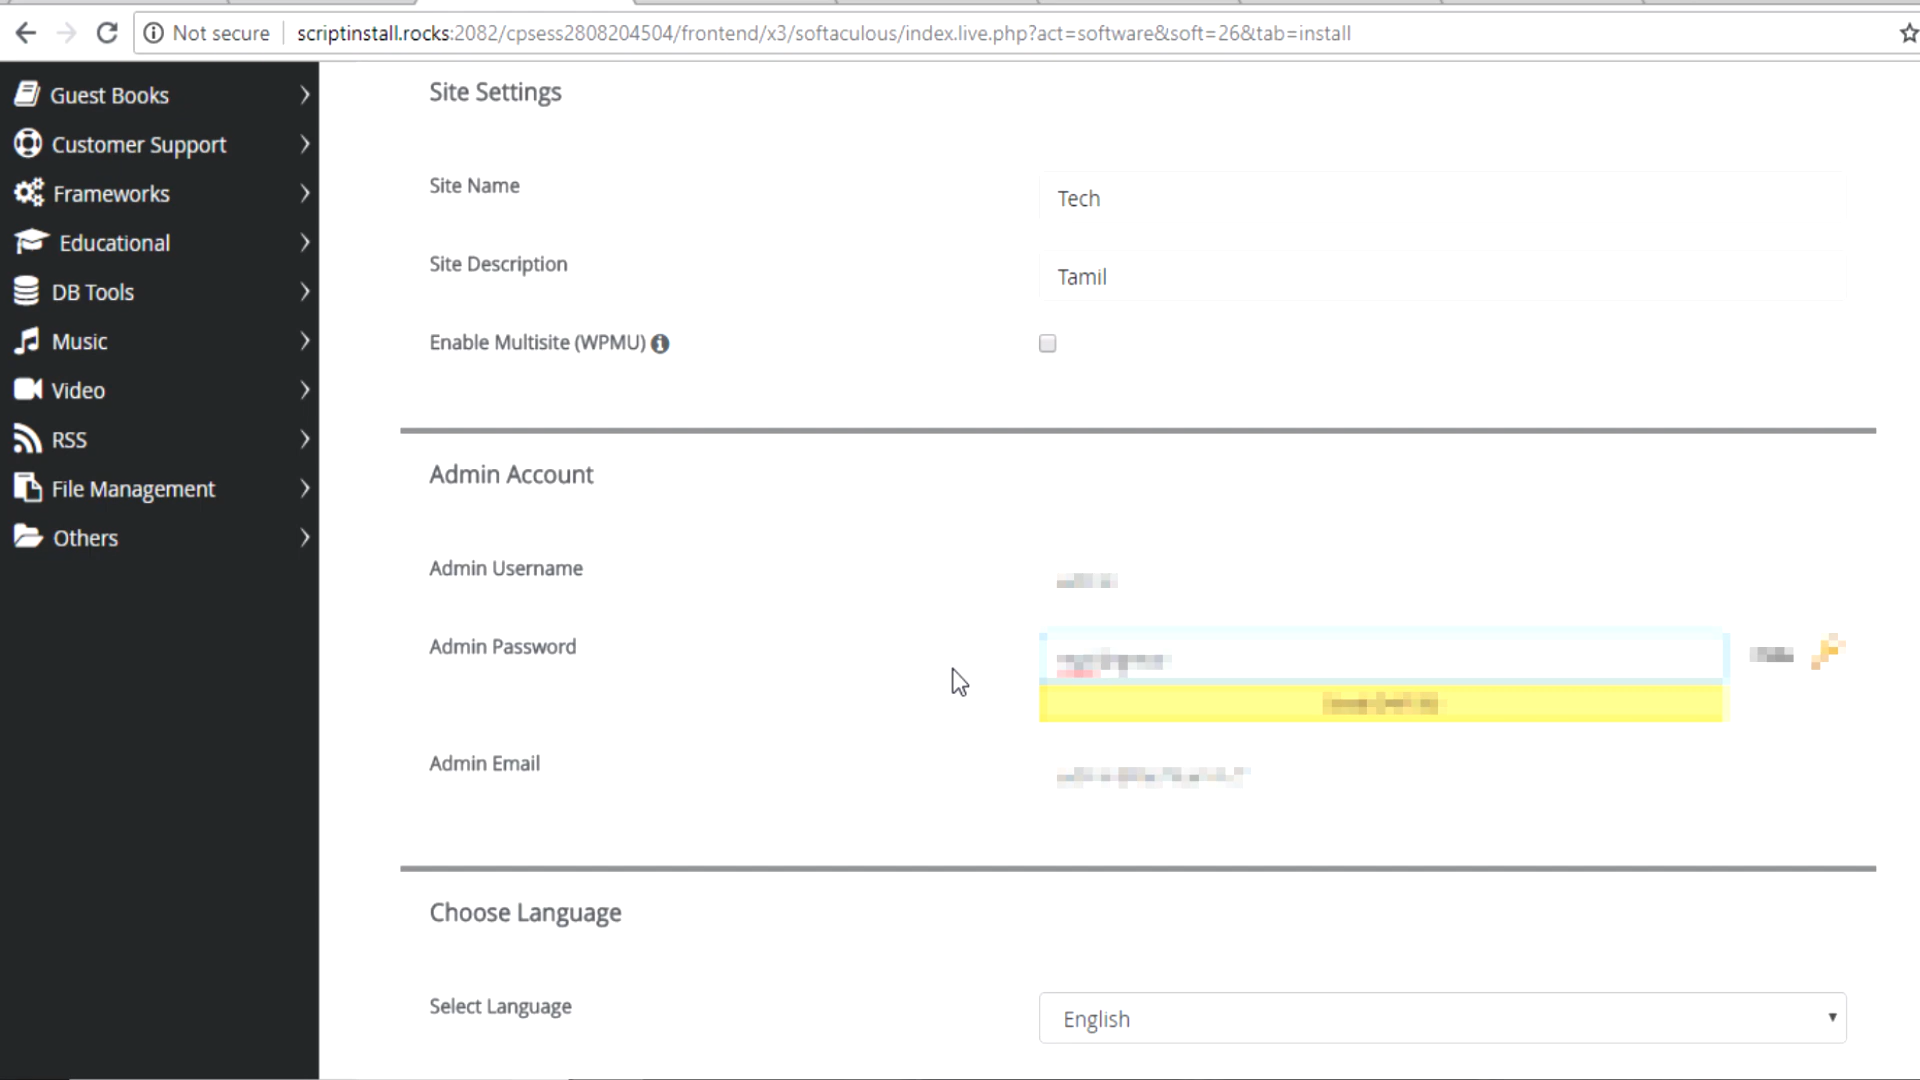 Not secure
scriptinstall.rocks:2082/cpsess2808204504/frontend/x3/softaculous/index.live.php?act=software&soft=26&tab=install
Guest Books
Customer Support
Frameworks
Educational
DB Tools
Music
Video
RSS
File Management
Others
Site Settings
Site Name
Tech
Site Description
Tamil
Enable Multisite (WPMU)
Admin Account
Admin Username
Admin Password
Admin Email
Choose Language
Select Language
English